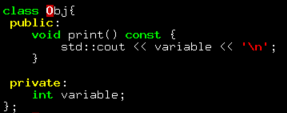 class Obj{
 public:
    void print() const {
        std::cout << variable << '\n';
    }

 private:
    int variable;
};